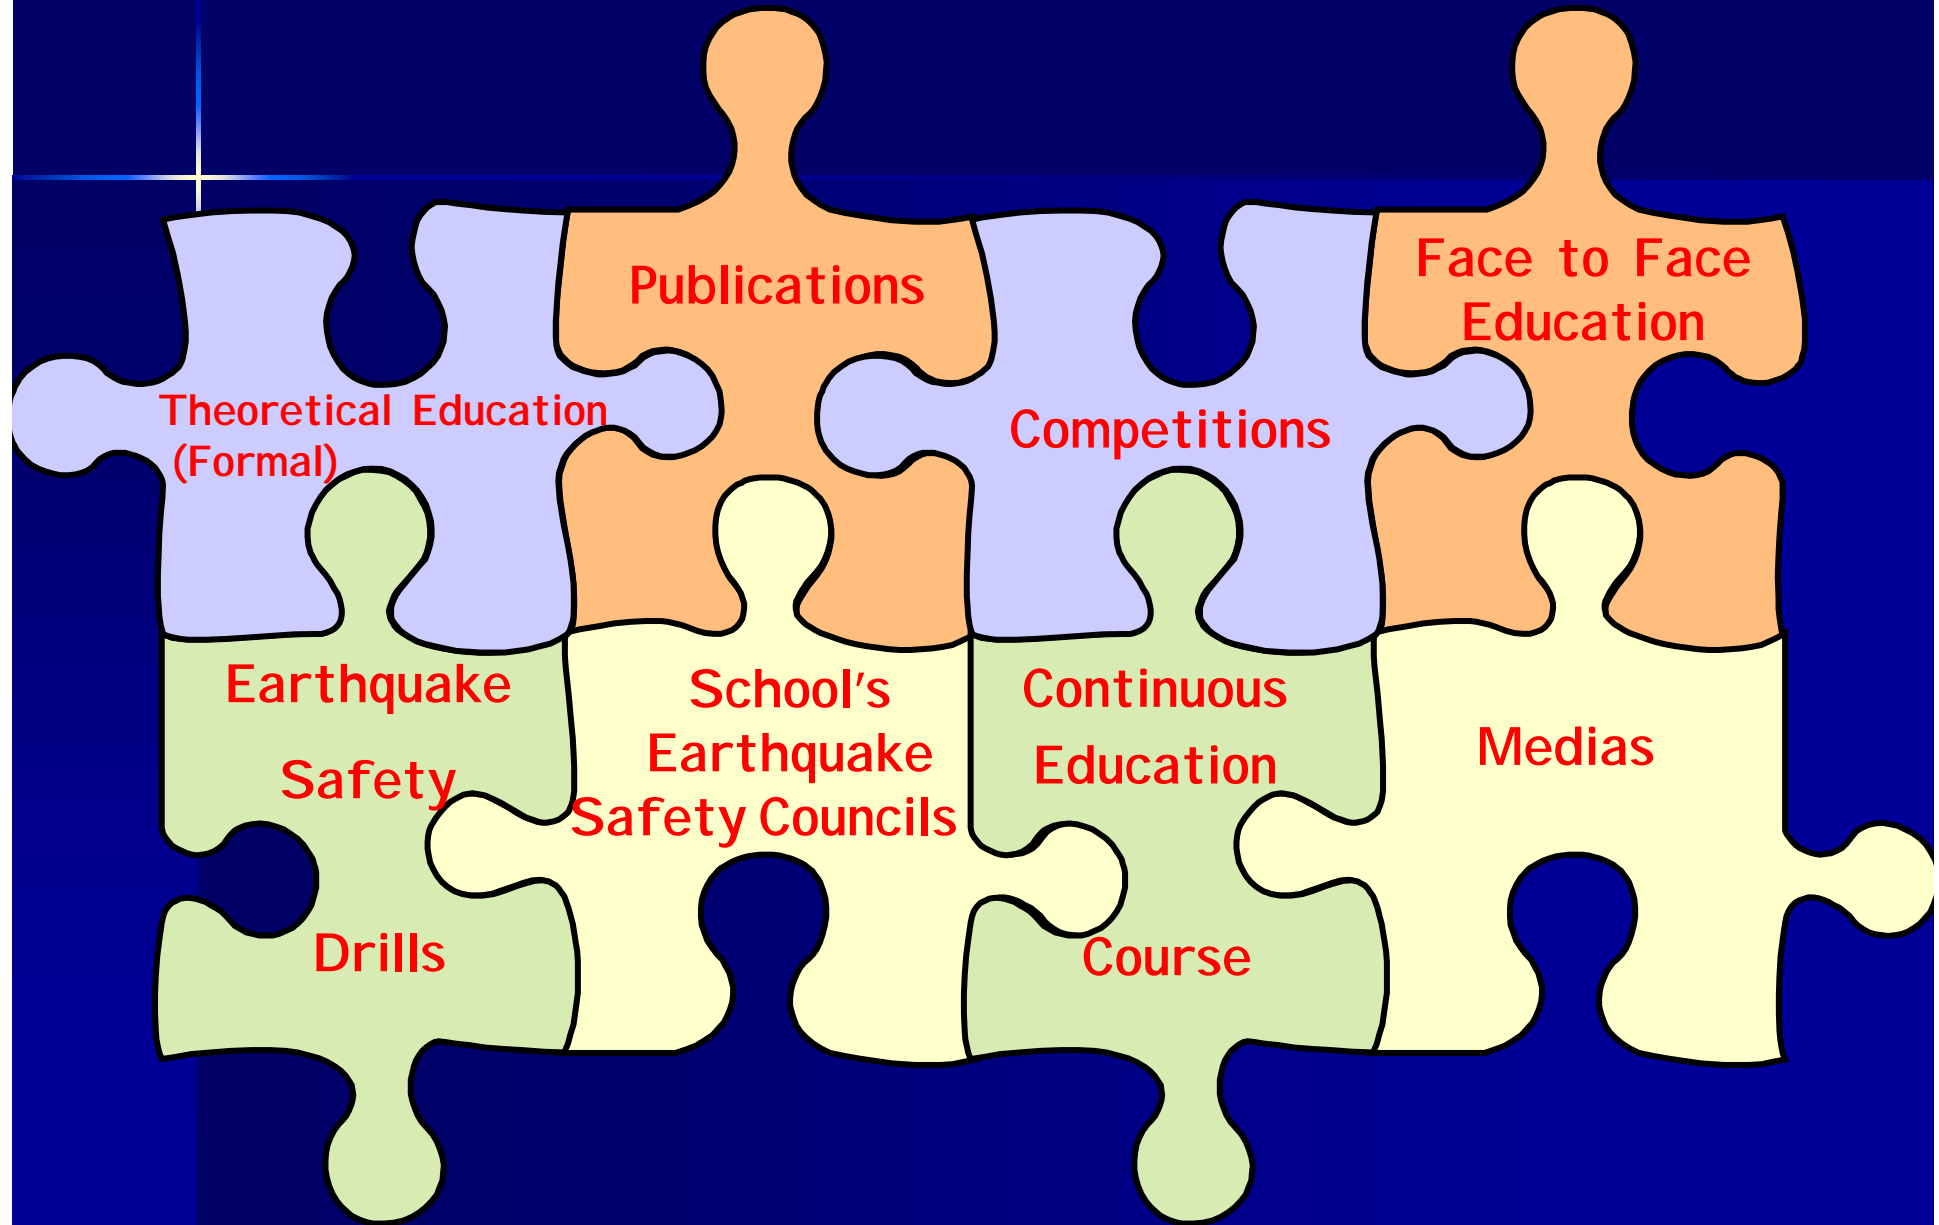 Theoretical Education
(Formal)
Publications
Competitions
Face to Face
Education
Earthquake
Safety
Drills
School's
Earthquake
Safety Councils
Continuous
Education
Course
Medias